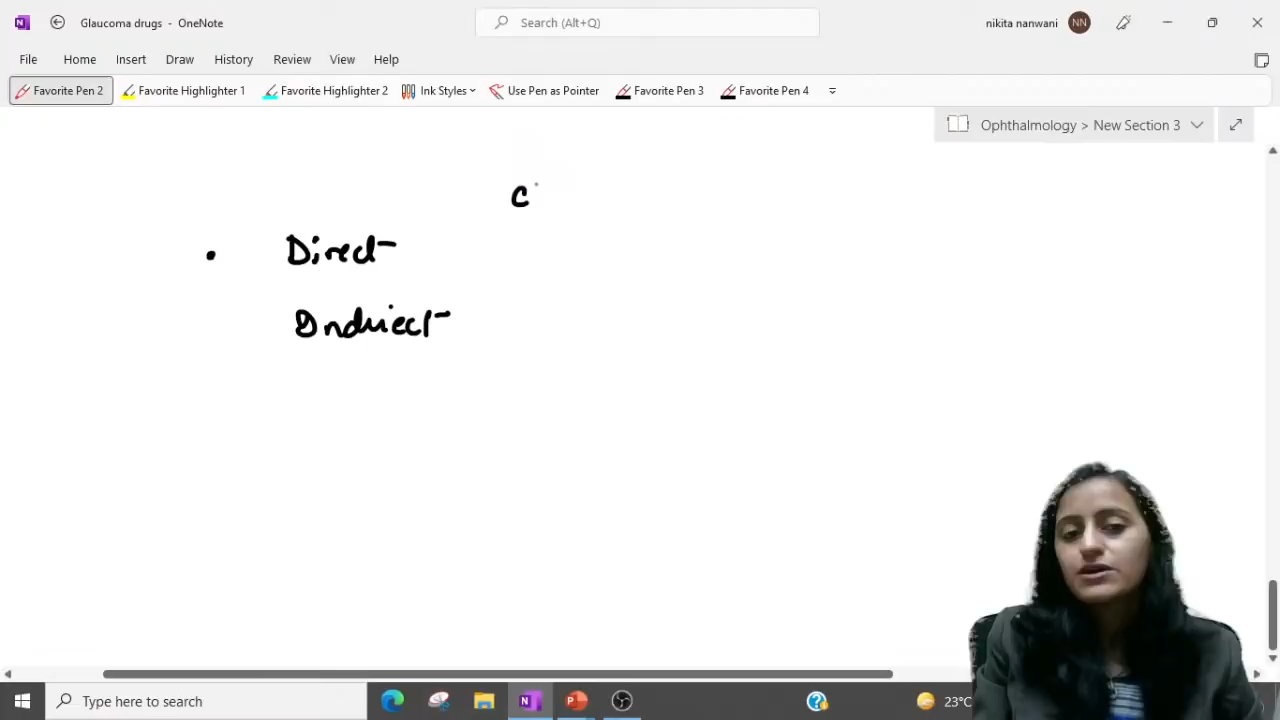 Glaucoma drugs - OneNote
Search (Alt+Q)
nikita nanwani NN
File Home Insert Draw History Review View Help
Favorite Pen 2 Favorite Highlighter 1 Favorite Highlighter 2 Ink Styles Use Pen as Pointer Favorite Pen 3 Favorite Pen 4
Ophthalmology > New Section 3
C
• Direct
Indirect
Type here to search
23°C